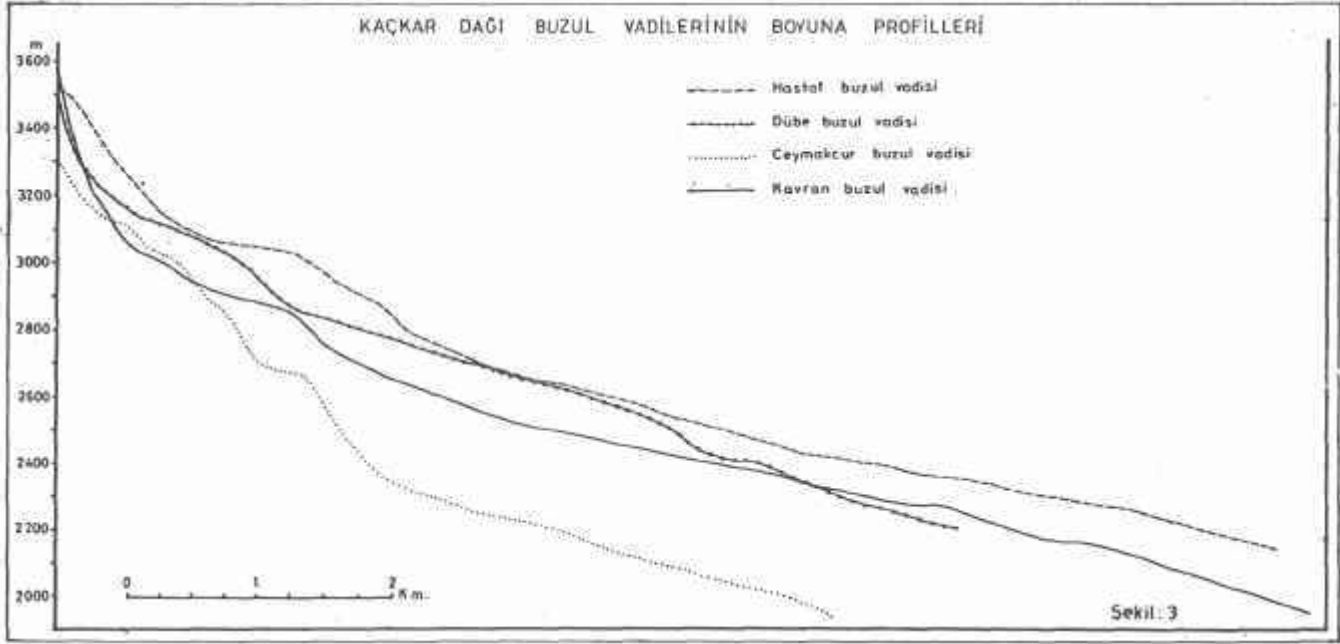 KAÇKAR DAĞI BUZUL VADİLERİNİN BOYUNA PROFİLLERİ
m
3600
3400
3200
3000
2800
2600
2400
2200
2000
Hastaf buzul vadisi
Dübe buzul vadisi
Ceymakcur buzul vadisi
Kavran buzul vadisi
0 1 2
Km.
Şekil: 3